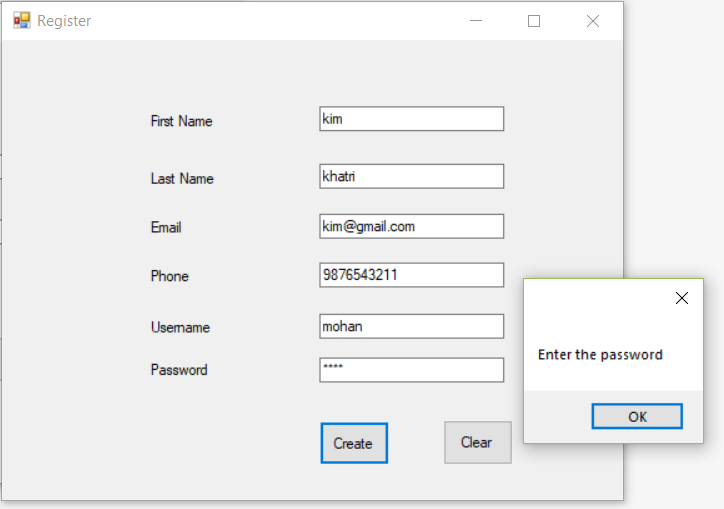 Register
First Name kim
Last Name khatri
Email kim@gmail.com
Phone 9876543211
Username mohan
Password ****
Create Clear
Enter the password
OK